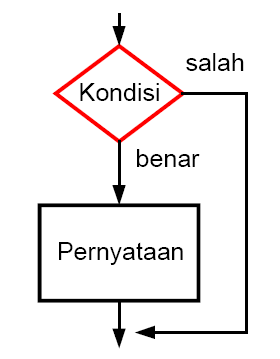 salah
Kondisi
benar
Pernyataan